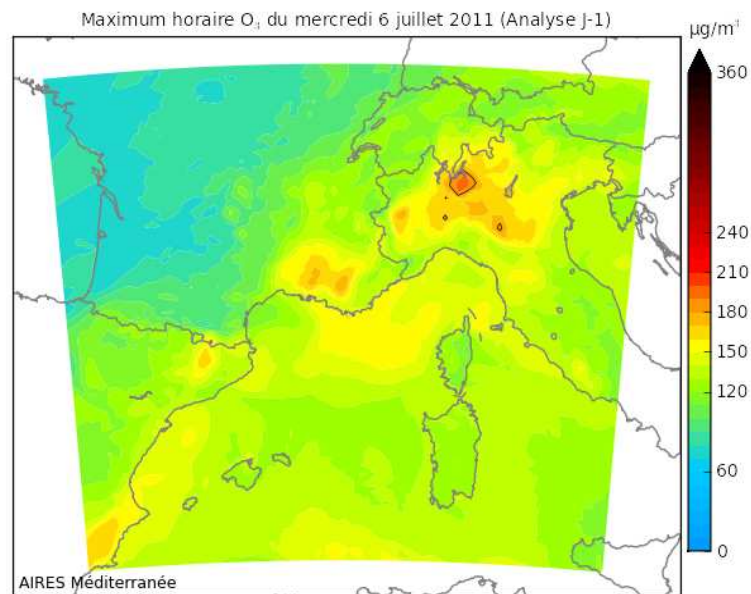 Maximum horaire O₃ du mercredi 6 juillet 2011 (Analyse J-1)
µg/m³
360
240
210
180
150
120
60
0
AIRES Méditerranée